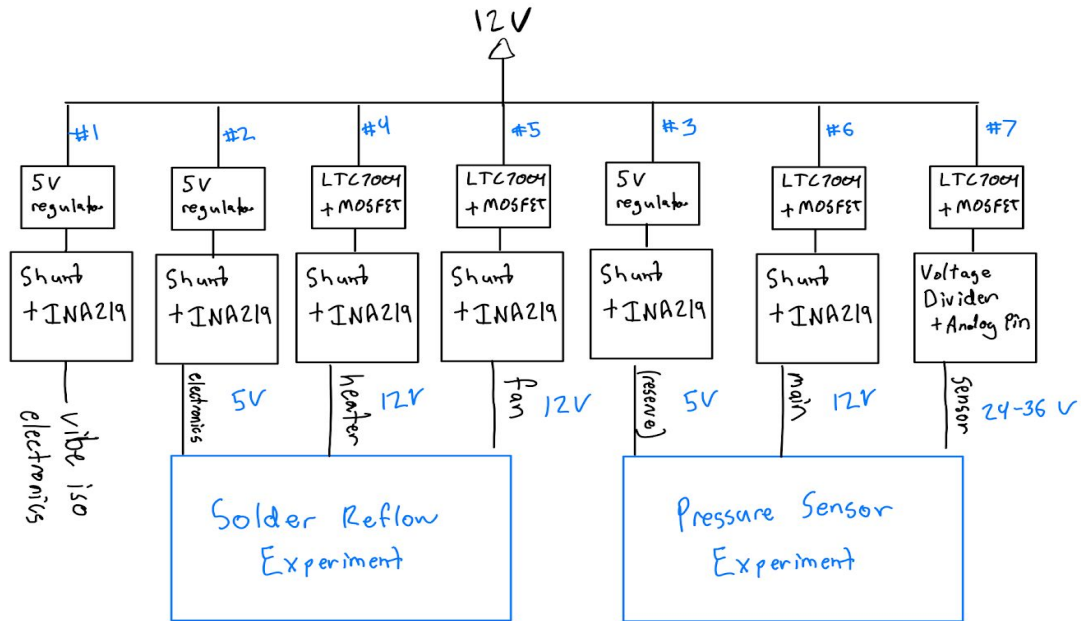 12V
#1
#2
#4
#5
#3
#6
#7
5V
regulator
5V
regulator
LTC7004
+ MOSFET
LTC7004
+ MOSFET
5V
regulator
LTC7004
+ MOSFET
LTC7004
+ MOSFET
Shunt
+ INA219
Shunt
+ INA219
Shunt
+ INA219
Shunt
+ INA219
Shunt
+ INA219
Shunt
+ INA219
Voltage
Divider
+ Analog Pin
vibe iso
electronics
electronics
5V
heater
12V
fan
12V
(reserve)
5V
main
12V
sensor
24-36 V
Solder Reflow
Experiment
Pressure Sensor
Experiment